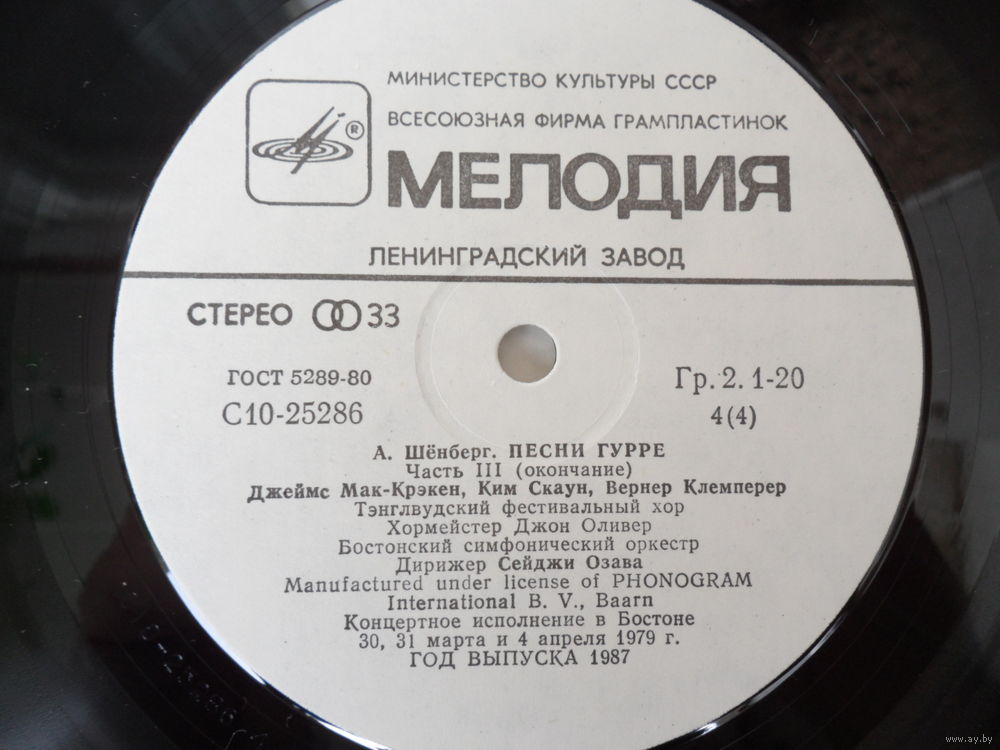 МИНИСТЕРСТВО КУЛЬТУРЫ СССР
ВСЕСОЮЗНАЯ ФИРМА ГРАМПЛАСТИНОК
®
МЕЛОДИЯ
ЛЕНИНГРАДСКИЙ ЗАВОД
СТЕРЕО 33
ГОСТ 5289-80
Гр. 2. 1-20
С10-25286
4(4)
А. Шёнберг. ПЕСНИ ГУРРЕ
Часть III (окончание)
Джеймс Мак-Крэкен, Ким Скаун, Вернер Клемперер
Тэнглвудский фестивальный хор
Хормейстер Джон Оливер
Бостонский симфонический оркестр
Дирижер Сейджи Озава
Manufactured under license of PHONOGRAM
International B. V., Baarn
Концертное исполнение в Бостоне
30, 31 марта и 4 апреля 1979 г.
ГОД ВЫПУСКА 1987
www.ay.by